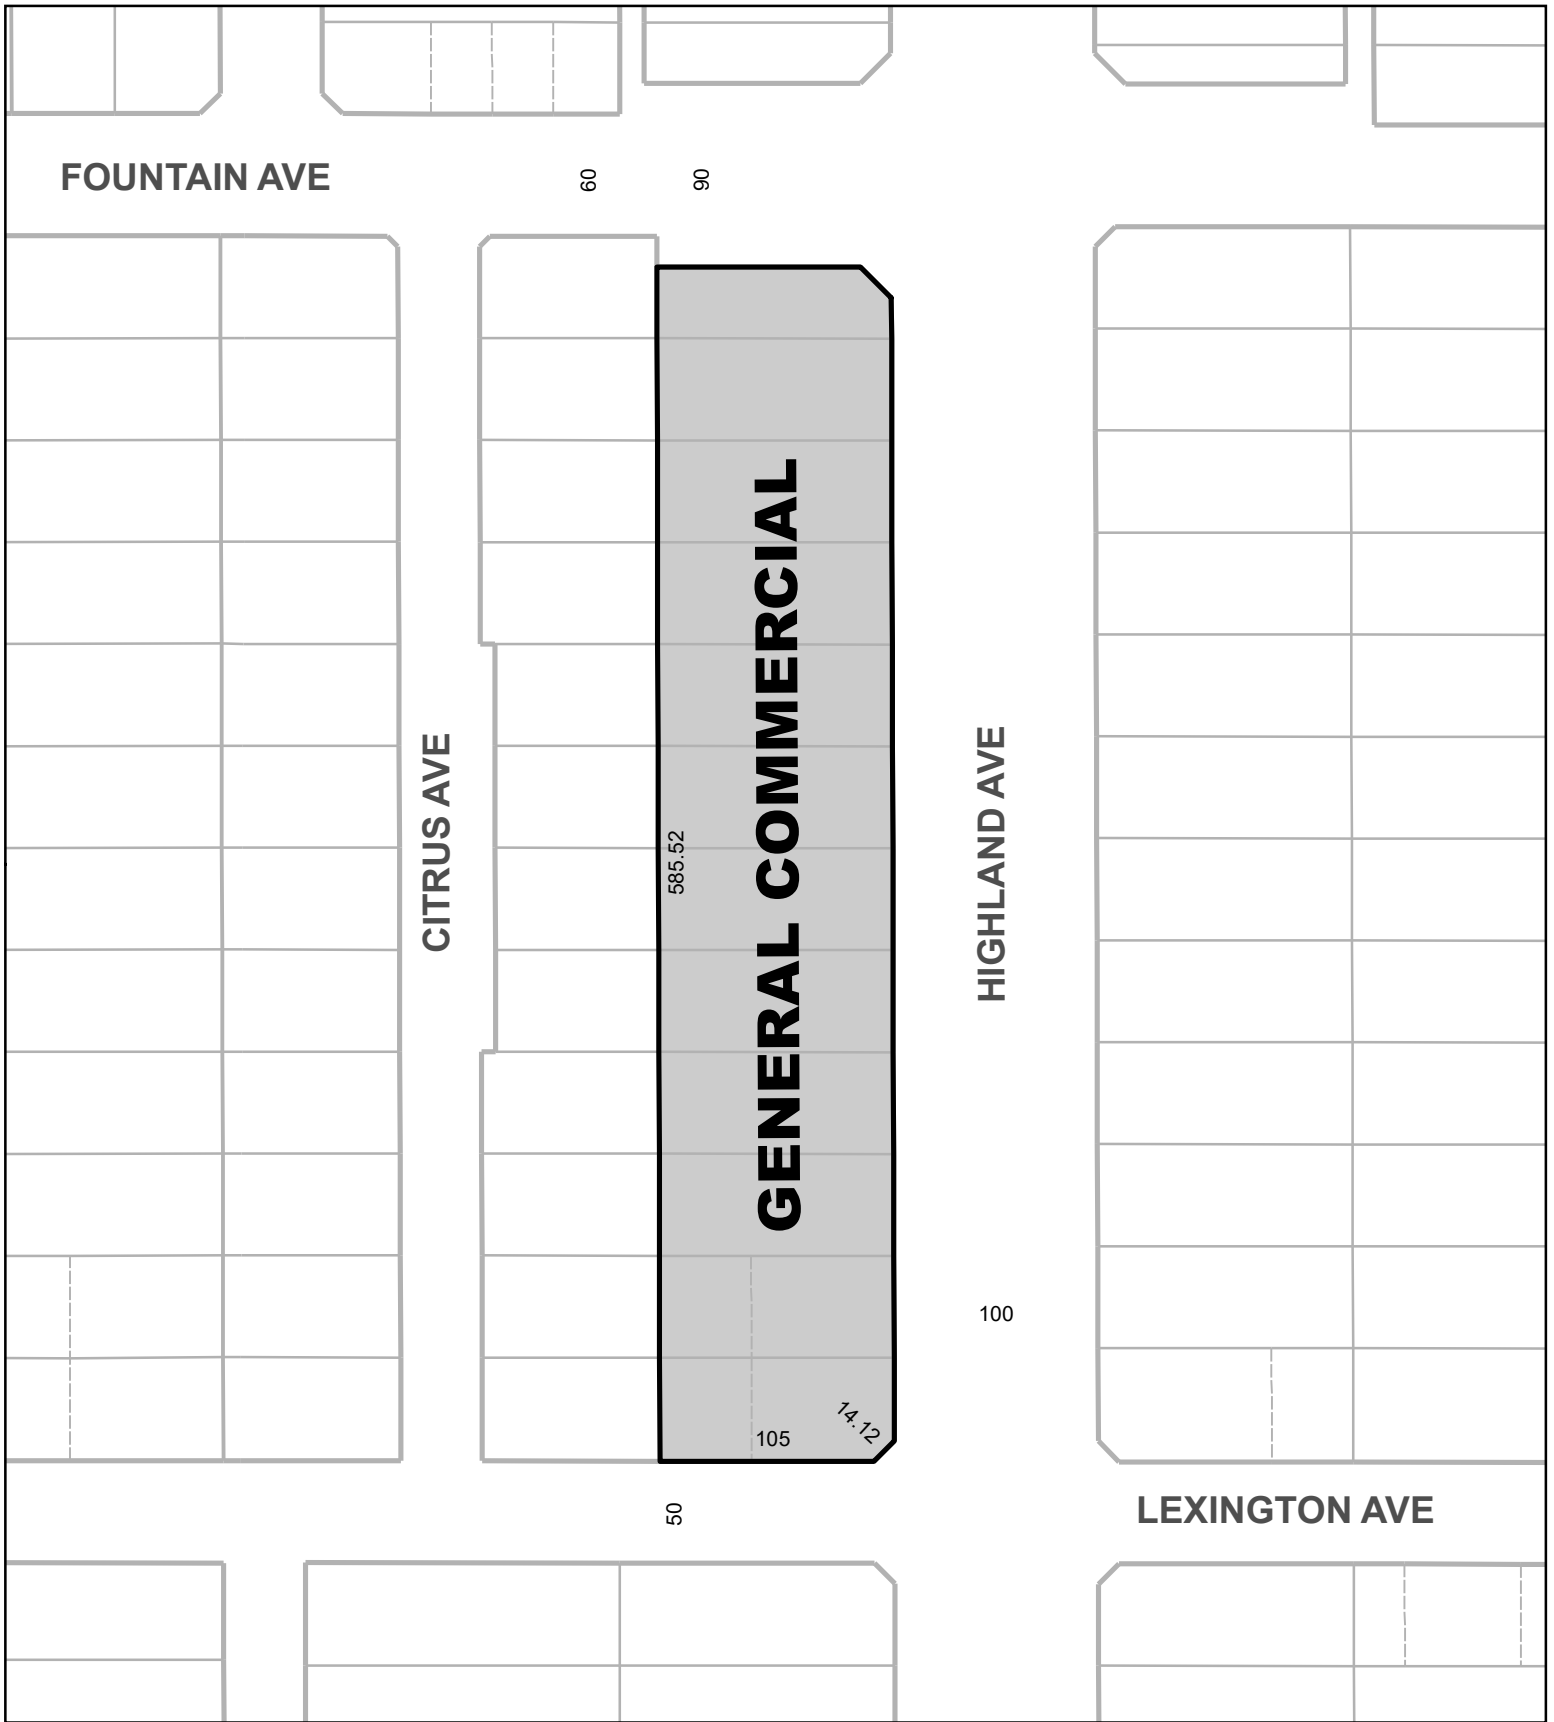 FOUNTAIN AVE
60
90
GENERAL COMMERCIAL
CITRUS AVE
585.52
HIGHLAND AVE
100
14.12
105
50
LEXINGTON AVE